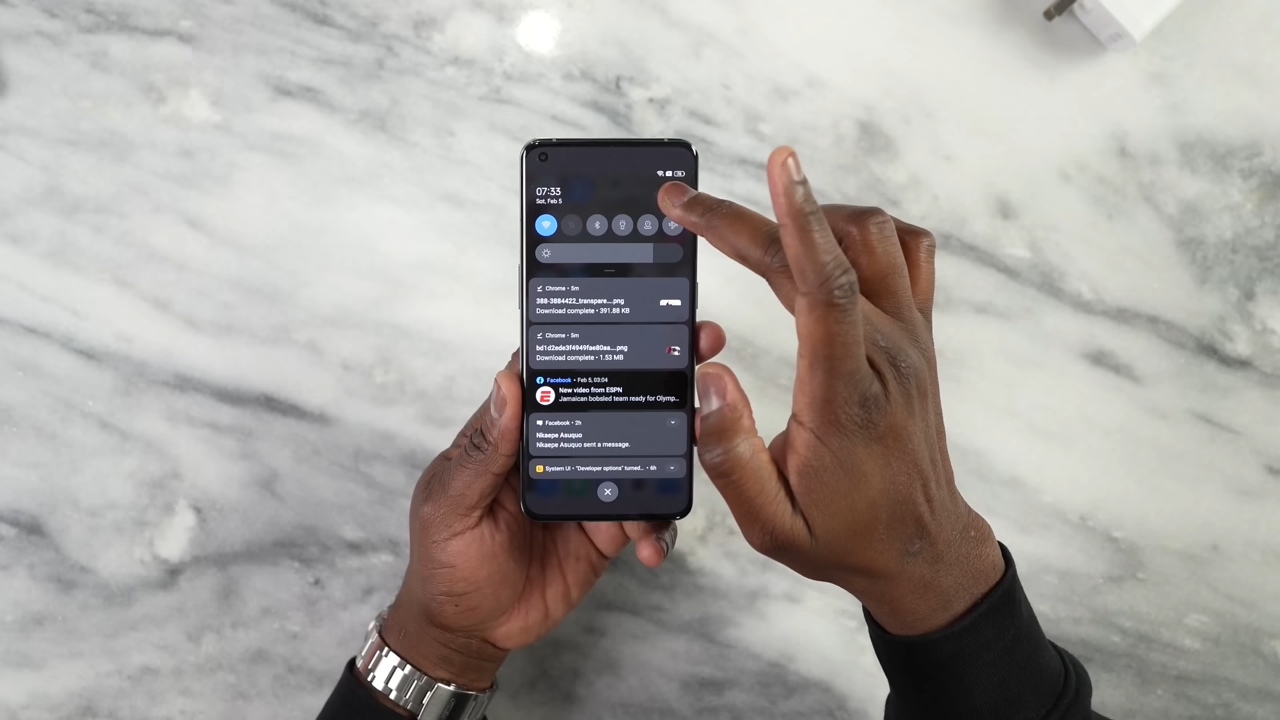 07:33
Sat, Feb 5
Chrome • 5m
388-3884422_transpare....png
Download complete • 391.88 KB
Chrome • 5m
bd1d2ede3f4949fae80aa....png
Download complete • 1.53 MB
Facebook • Feb 5, 03:04
New video from ESPN
Jamaican bobsled team ready for Olymp...
Facebook • 2h
Nkaepe Asuquo
Nkaepe Asuquo sent a message.
System UI • "Developer options" turned... • 6h